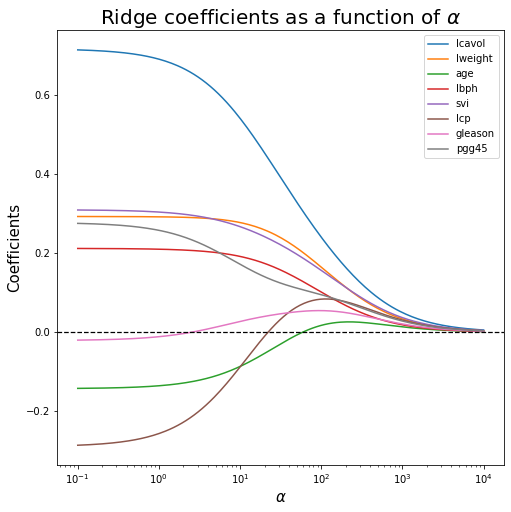 Ridge coefficients as a function of α
lcavol
lweight
age
lbph
svi
lcp
gleason
pgg45
Coefficients
0.6
0.4
0.2
0.0
−0.2
10⁻¹ 10⁰ 10¹ 10² 10³ 10⁴
α